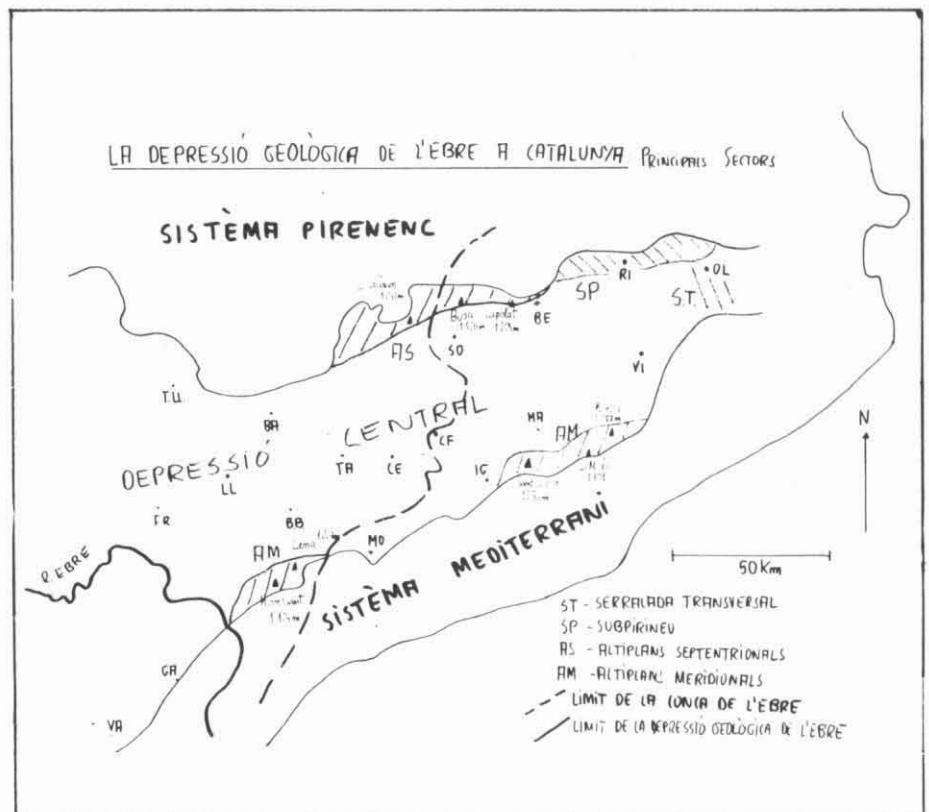 LA DEPRESSIÓ GEOLÒGICA DE L'EBRE A CATALUNYA PRINCIPALS SECTORS
SISTÈMA PIRENENC
RI
OL
SP
S.T.
BE
Busa
AS
SO
VI
TU
BA
CENTRAL
MA
AM
CF
DEPRESSIÓ
TA
CE
IG
LL
N
FR
BB
MO
AM
R. EBRE
SISTÈMA MEDITERRANI
50 Km
Montsant
GA
VA
ST - SERRALADA TRANSVERSAL
SP - SUBPIRINEU
AS - ALTIPLANS SEPTENTRIONALS
AM - ALTIPLANS MERIDIONALS
LIMIT DE LA CONCA DE L'EBRE
LIMIT DE LA DEPRESSIÓ GEOLÒGICA DE L'EBRE